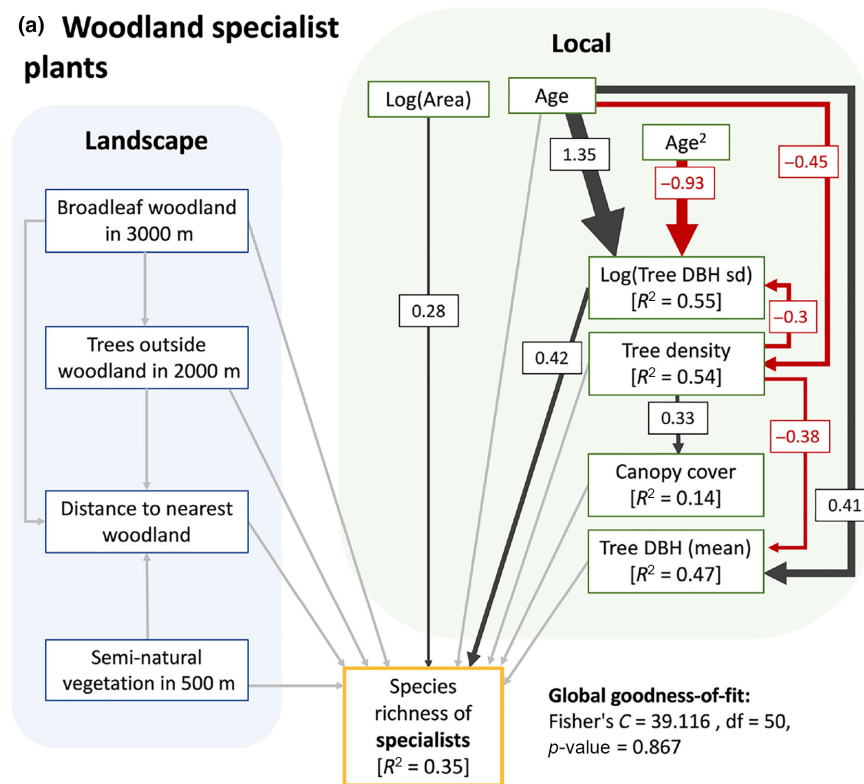 (a) Woodland specialist
plants
Landscape
Broadleaf woodland
in 3000 m
Trees outside
woodland in 2000 m
Distance to nearest
woodland
Semi-natural
vegetation in 500 m
Local
Log(Area)
Age
Age²
1.35
−0.93
−0.45
Log(Tree DBH sd)
[R² = 0.55]
0.28
0.42
−0.3
Tree density
[R² = 0.54]
0.33
−0.38
Canopy cover
[R² = 0.14]
0.41
Tree DBH (mean)
[R² = 0.47]
Species
richness of
specialists
[R² = 0.35]
Global goodness-of-fit:
Fisher's C = 39.116 , df = 50,
p-value = 0.867